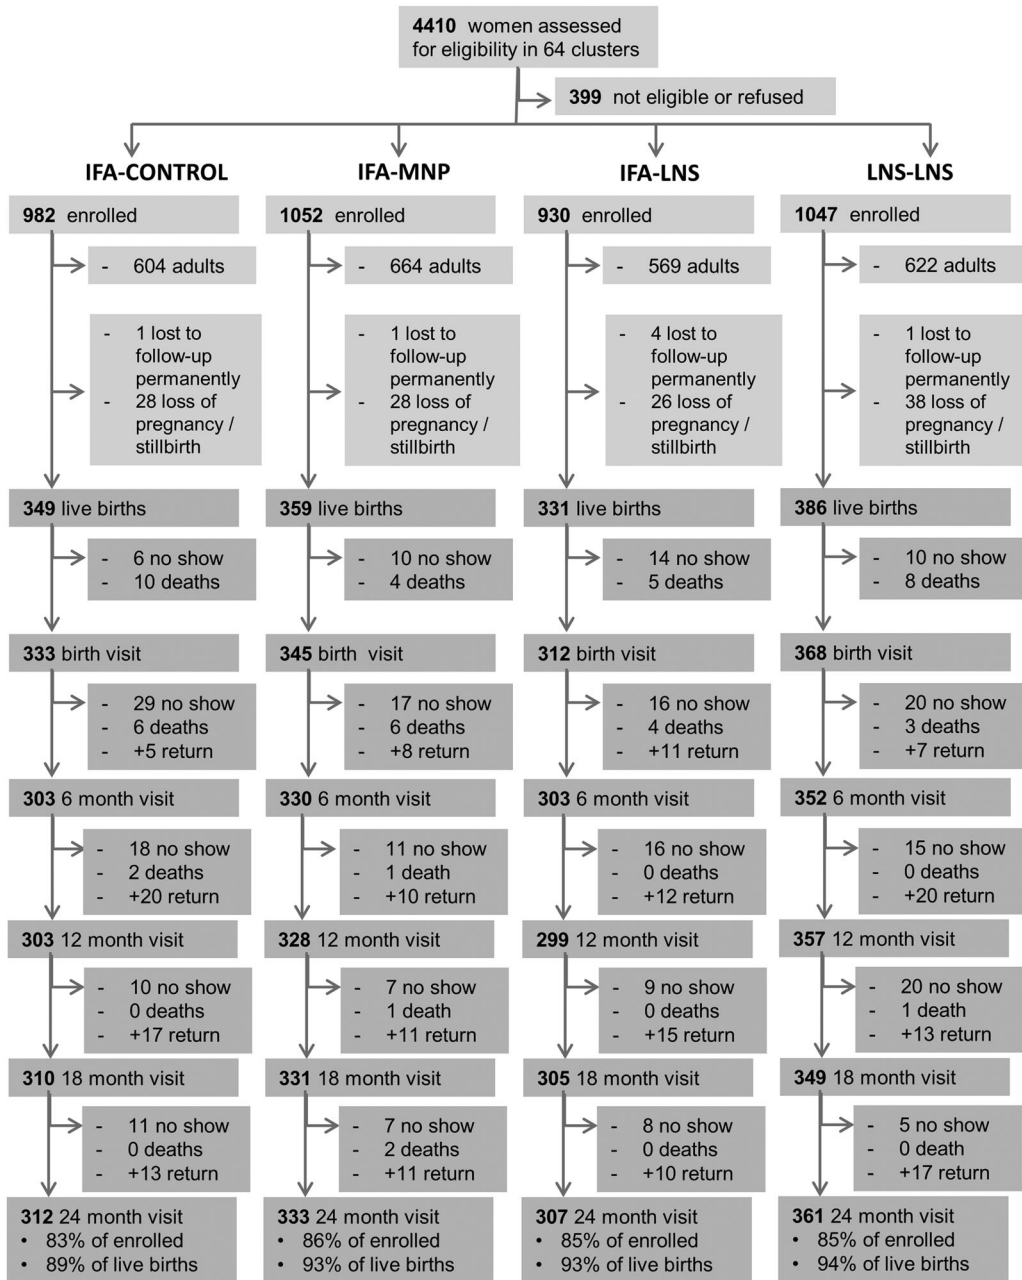 4410 women assessed
for eligibility in 64 clusters
399 not eligible or refused
IFA-CONTROL
982 enrolled
- 604 adults
- 1 lost to
follow-up
permanently
- 28 loss of
pregnancy /
stillbirth
349 live births
- 6 no show
- 10 deaths
333 birth visit
- 29 no show
- 6 deaths
- +5 return
303 6 month visit
- 18 no show
- 2 deaths
- +20 return
303 12 month visit
- 10 no show
- 0 deaths
- +17 return
310 18 month visit
- 11 no show
- 0 deaths
- +13 return
312 24 month visit
• 83% of enrolled
• 89% of live births
IFA-MNP
1052 enrolled
- 664 adults
- 1 lost to
follow-up
permanently
- 28 loss of
pregnancy /
stillbirth
359 live births
- 10 no show
- 4 deaths
345 birth visit
- 17 no show
- 6 deaths
- +8 return
330 6 month visit
- 11 no show
- 1 death
- +10 return
328 12 month visit
- 7 no show
- 1 death
- +11 return
331 18 month visit
- 7 no show
- 2 deaths
- +11 return
333 24 month visit
• 86% of enrolled
• 93% of live births
IFA-LNS
930 enrolled
- 569 adults
- 4 lost to
follow-up
permanently
- 26 loss of
pregnancy /
stillbirth
331 live births
- 14 no show
- 5 deaths
312 birth visit
- 16 no show
- 4 deaths
- +11 return
303 6 month visit
- 16 no show
- 0 deaths
- +12 return
299 12 month visit
- 9 no show
- 0 deaths
- +15 return
305 18 month visit
- 8 no show
- 0 deaths
- +10 return
307 24 month visit
• 85% of enrolled
• 93% of live births
LNS-LNS
1047 enrolled
- 622 adults
- 1 lost to
follow-up
permanently
- 38 loss of
pregnancy /
stillbirth
386 live births
- 10 no show
- 8 deaths
368 birth visit
- 20 no show
- 3 deaths
- +7 return
352 6 month visit
- 15 no show
- 0 deaths
- +20 return
357 12 month visit
- 20 no show
- 1 death
- +13 return
349 18 month visit
- 5 no show
- 0 death
- +17 return
361 24 month visit
• 85% of enrolled
• 94% of live births